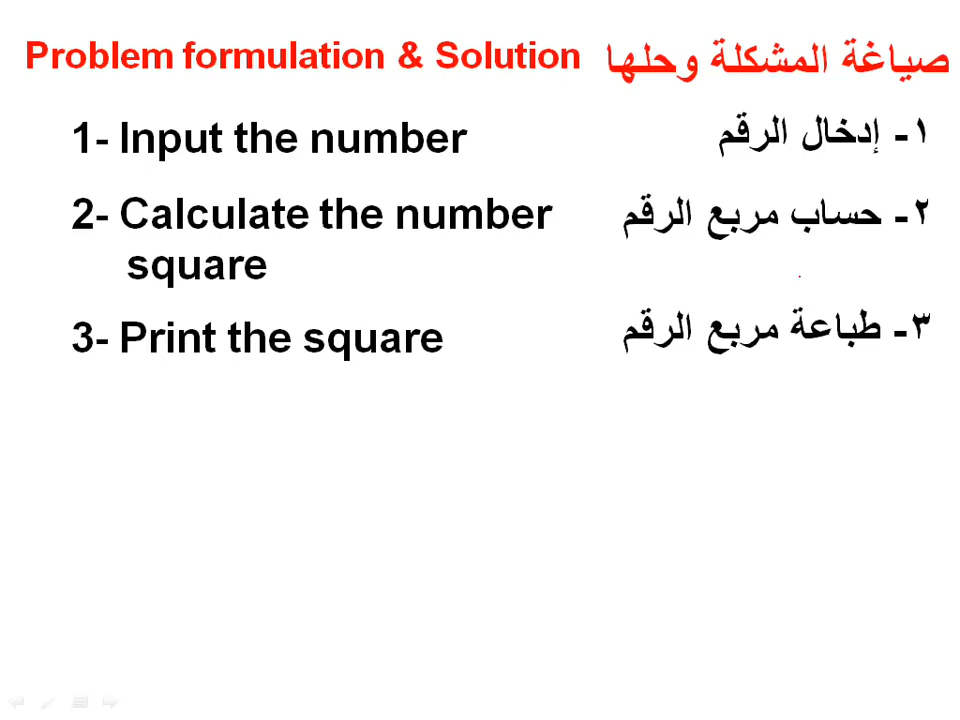 Problem formulation & Solution
صياغة المشكلة وحلها
1- Input the number
١- إدخال الرقم
2- Calculate the number
square
٢- حساب مربع الرقم
3- Print the square
٣- طباعة مربع الرقم